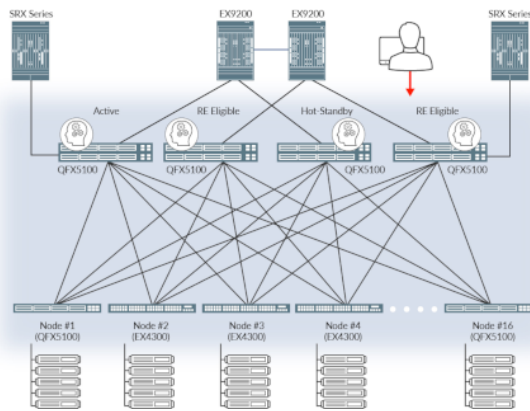 SRX Series
EX9200
EX9200
SRX Series
Active
RE Eligible
Hot-Standby
RE Eligible
QFX5100
QFX5100
QFX5100
QFX5100
Node #1
(QFX5100)
Node #2
(EX4300)
Node #3
(EX4300)
Node #4
(EX4300)
Node #16
(QFX5100)